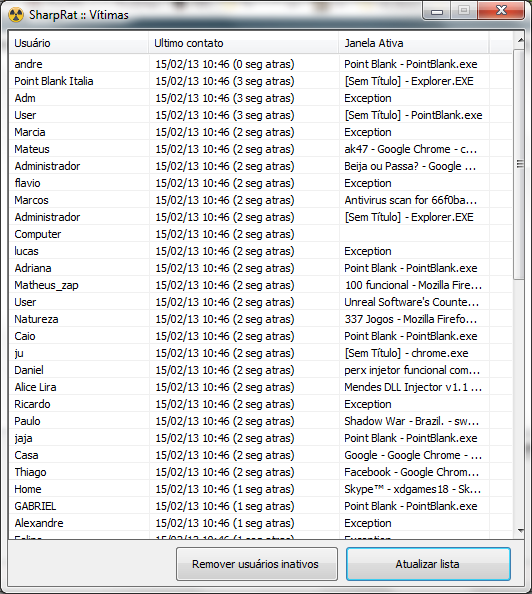 SharpRat :: Vítimas
Usuário Ultimo contato Janela Ativa
andre 15/02/13 10:46 (0 seg atras) Point Blank - PointBlank.exe
Point Blank Italia 15/02/13 10:46 (3 seg atras) [Sem Título] - Explorer.EXE
Adm 15/02/13 10:46 (3 seg atras) Exception
User 15/02/13 10:46 (3 seg atras) [Sem Título] - PointBlank.exe
Marcia 15/02/13 10:46 (2 seg atras) Exception
Mateus 15/02/13 10:46 (2 seg atras) ak47 - Google Chrome - c...
Administrador 15/02/13 10:46 (2 seg atras) Beija ou Passa? - Google ...
flavio 15/02/13 10:46 (2 seg atras) Exception
Marcos 15/02/13 10:46 (2 seg atras) Antivirus scan for 66f0ba...
Administrador 15/02/13 10:46 (2 seg atras) [Sem Título] - Explorer.EXE
Computer 15/02/13 10:46 (2 seg atras)
lucas 15/02/13 10:46 (2 seg atras) Exception
Adriana 15/02/13 10:46 (2 seg atras) Point Blank - PointBlank.exe
Matheus_zap 15/02/13 10:46 (2 seg atras) 100 funcional - Mozilla Fire...
User 15/02/13 10:46 (2 seg atras) Unreal Software's Counte...
Natureza 15/02/13 10:46 (2 seg atras) 337 Jogos - Mozilla Firefo...
Caio 15/02/13 10:46 (2 seg atras) Point Blank - PointBlank.exe
ju 15/02/13 10:46 (2 seg atras) [Sem Título] - chrome.exe
Daniel 15/02/13 10:46 (2 seg atras) perx injetor funcional com...
Alice Lira 15/02/13 10:46 (2 seg atras) Mendes DLL Injector v1.1 ...
Ricardo 15/02/13 10:46 (2 seg atras) Exception
Paulo 15/02/13 10:46 (2 seg atras) Shadow War - Brazil. - sw...
jaja 15/02/13 10:46 (2 seg atras) Point Blank - PointBlank.exe
Casa 15/02/13 10:46 (2 seg atras) Google - Google Chrome - ...
Thiago 15/02/13 10:46 (2 seg atras) Facebook - Google Chrom...
Home 15/02/13 10:46 (1 seg atras) Skype™ - xdgames18 - Sk...
GABRIEL 15/02/13 10:46 (1 seg atras) Point Blank - PointBlank.exe
Alexandre 15/02/13 10:46 (1 seg atras) Exception
15/02/13 10:46 (1 seg atras) Exception
Remover usuários inativos Atualizar lista